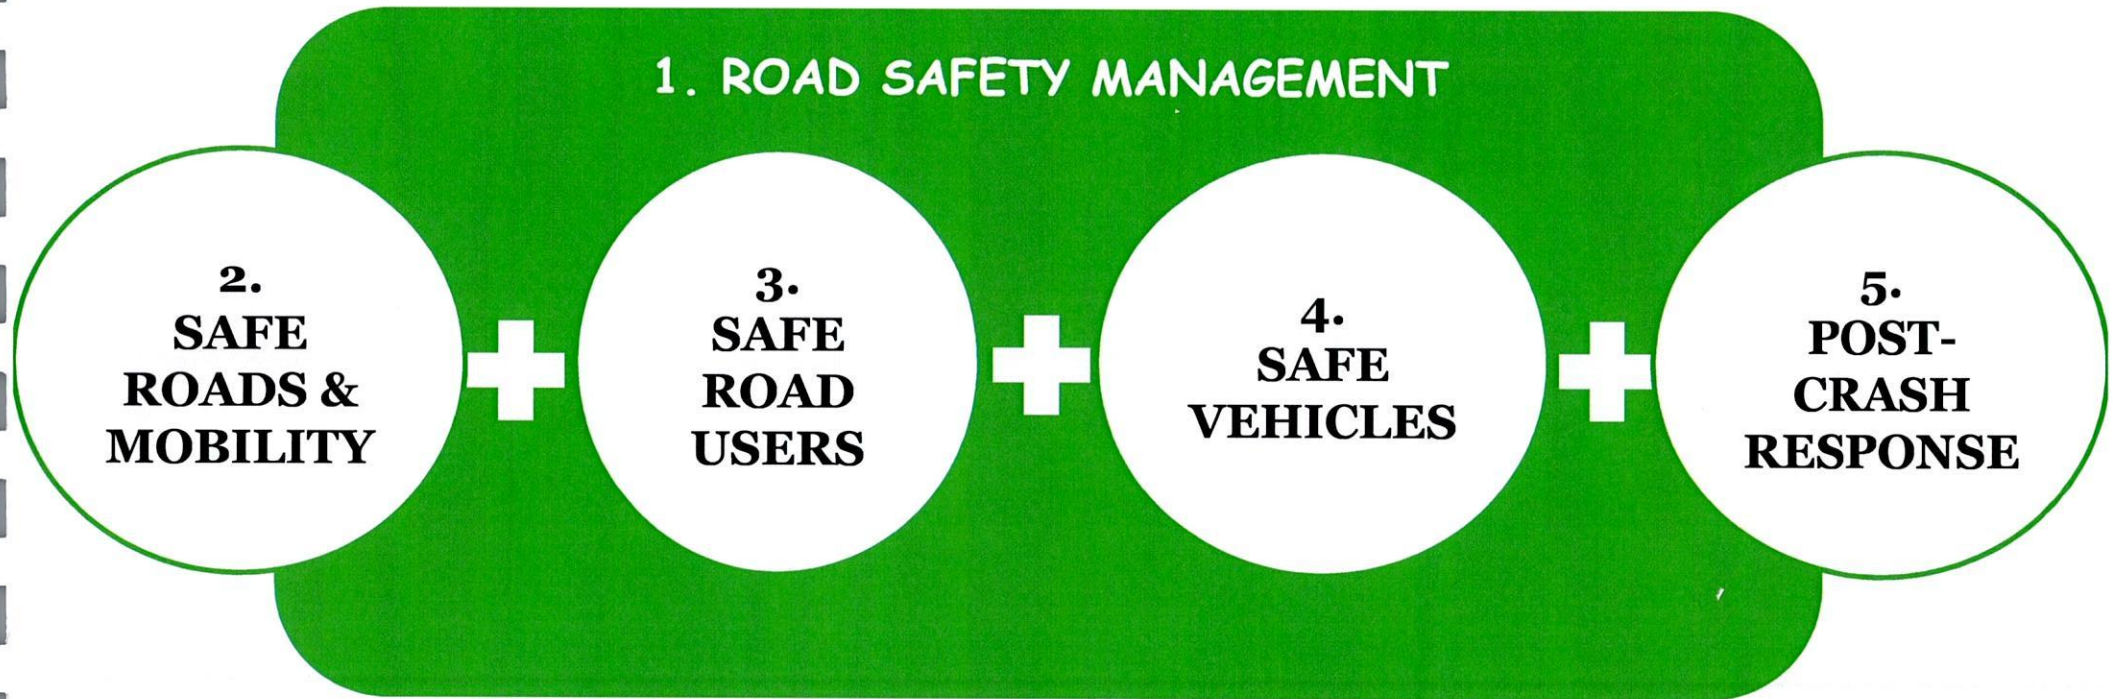 1. ROAD SAFETY MANAGEMENT
2.
SAFE
ROADS &
MOBILITY
3.
SAFE
ROAD
USERS
4.
SAFE
VEHICLES
5.
POST-
CRASH
RESPONSE